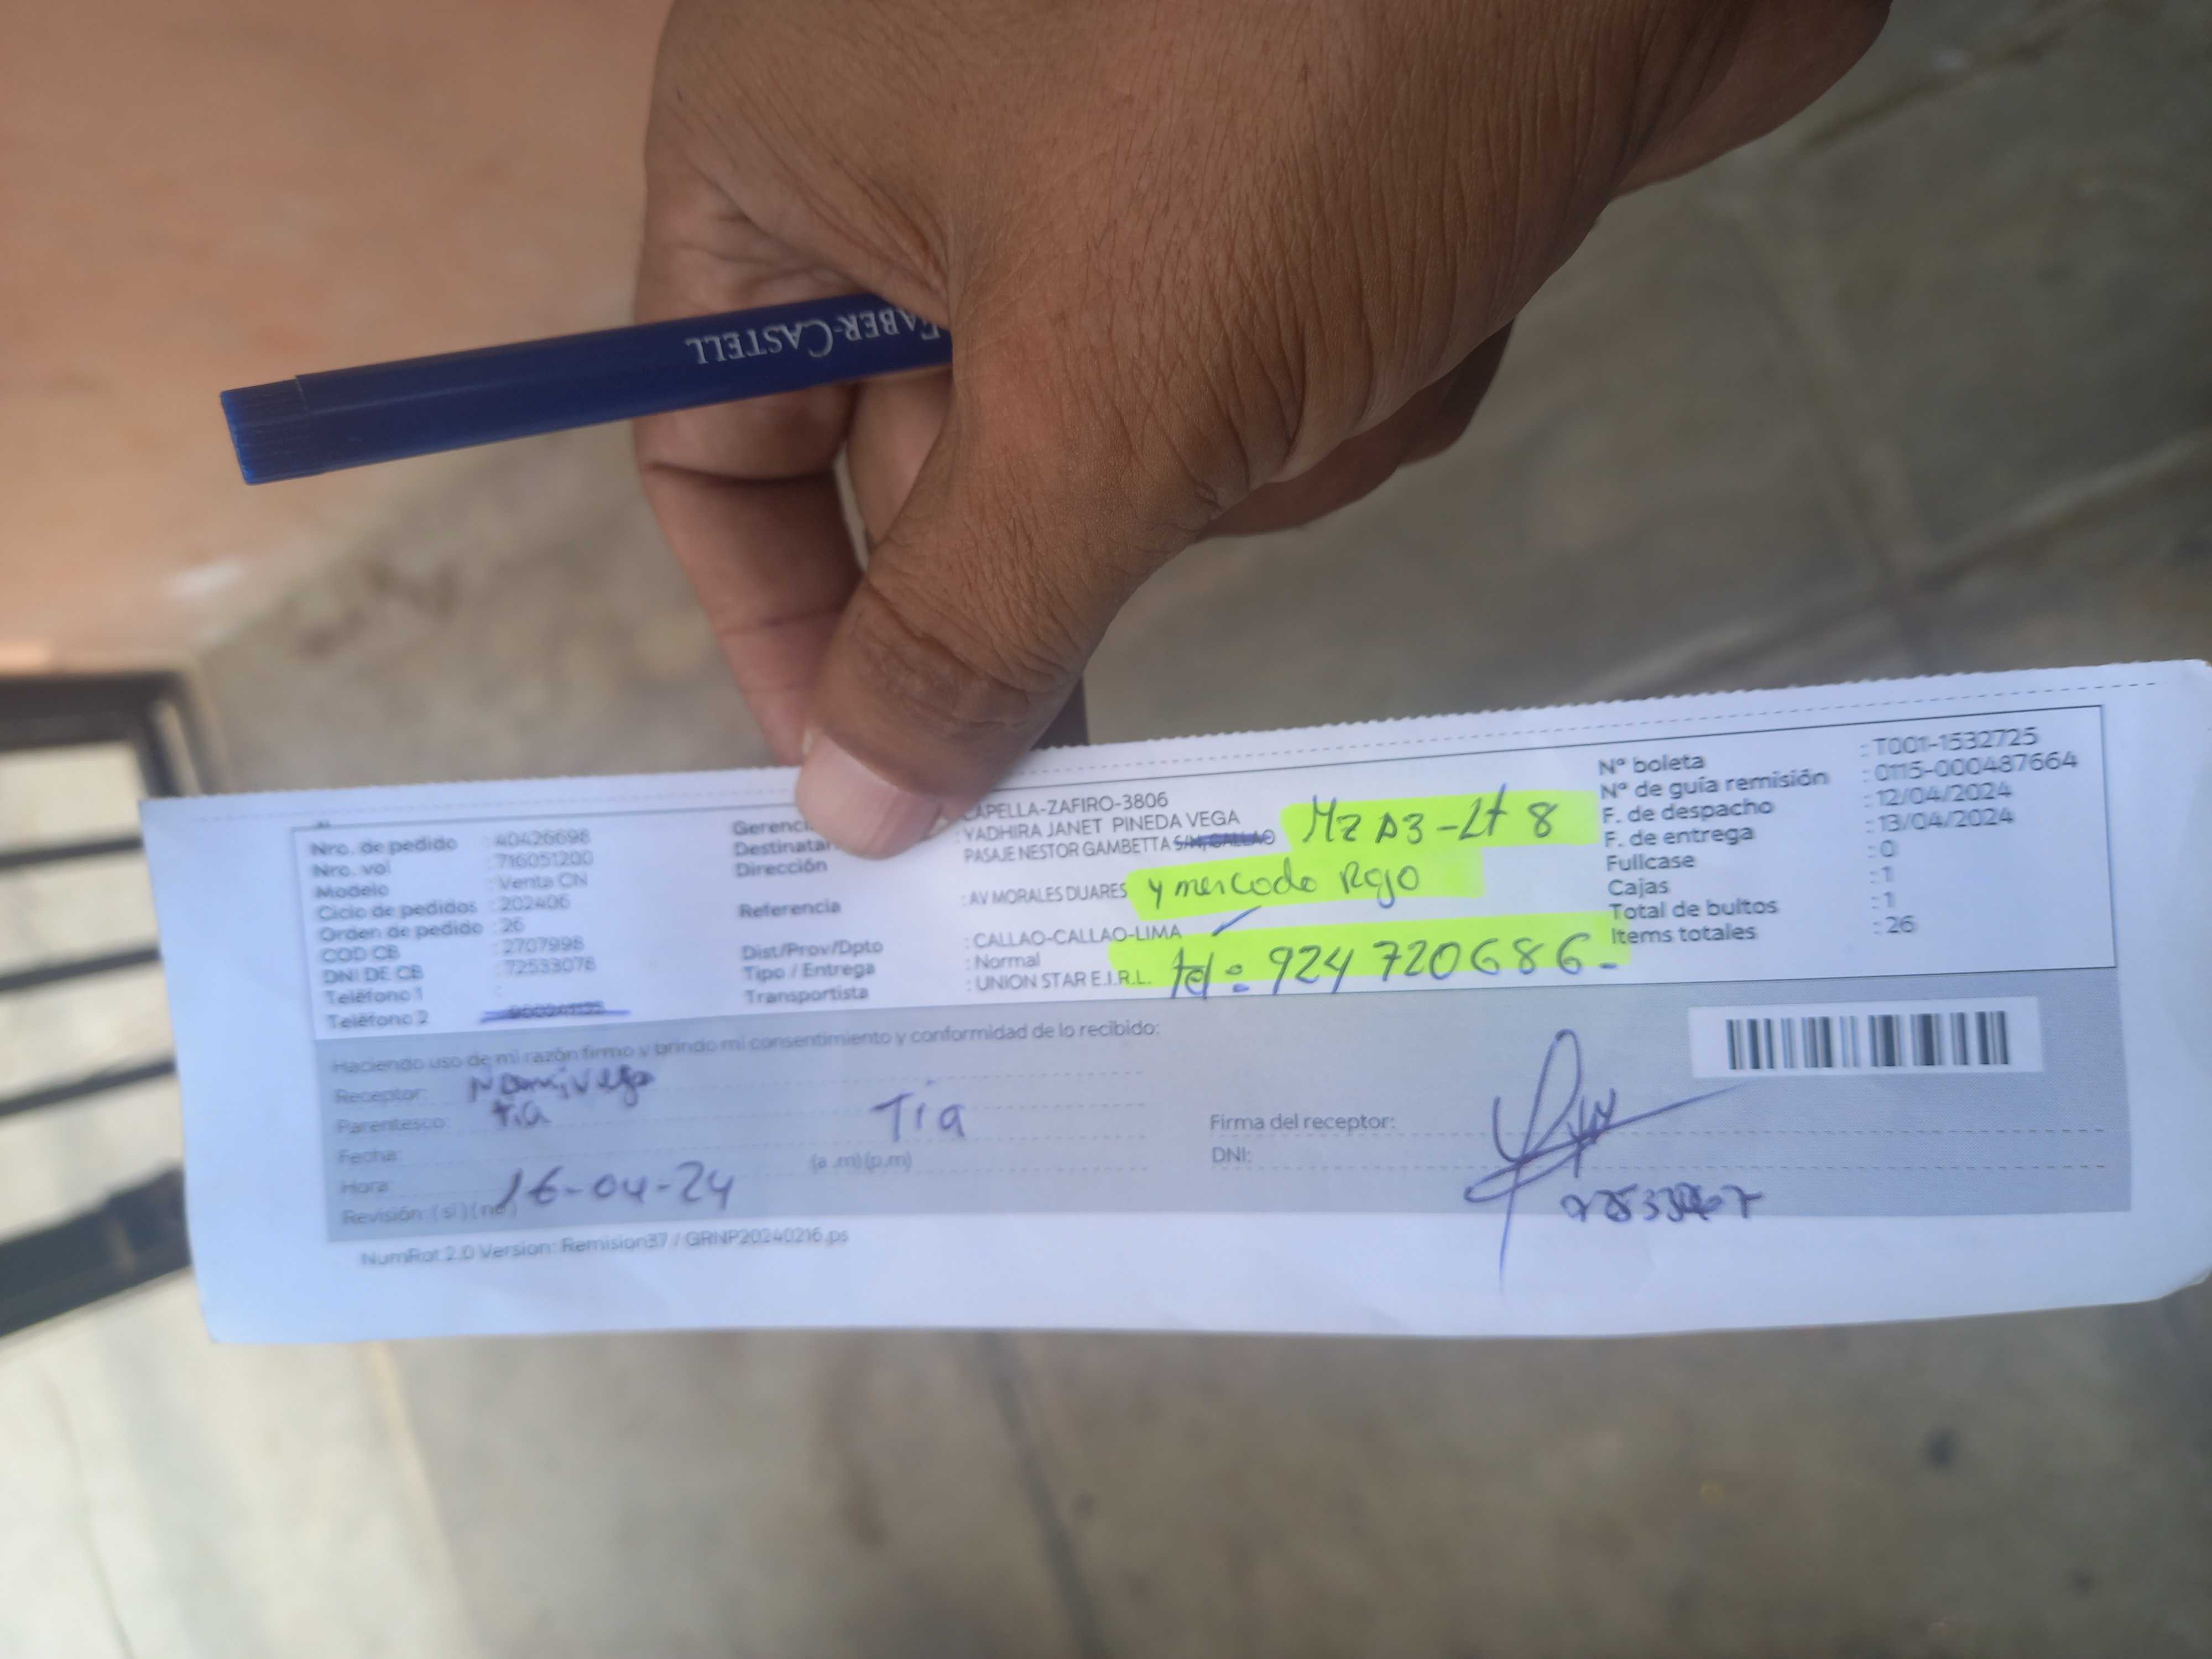 FABER-CASTELL
Nro. de pedido : 40426698
Nro. vol : 716051200
Modelo : Venta CN
Ciclo de pedidos : 202406
Orden de pedido : 26
COD CB : 2707998
DNI DE CB : 72533078
Teléfono 1 :
Teléfono 2
Gerenci APELLA-ZAFIRO-3806
Destinatar : YADHIRA JANET PINEDA VEGA
Dirección PASAJE NESTOR GAMBETTA S/N, CALLAO Mz A3-Lt 8
Referencia : AV MORALES DUARES y mercado Rojo
Dist/Prov/Dpto : CALLAO-CALLAO-LIMA
Tipo / Entrega : Normal
Transportista : UNION STAR E.I.R.L. tel: 924 720686-
Nº boleta : T001-1532725
Nº de guía remisión : 0115-000487664
F. de despacho : 12/04/2024
F. de entrega : 13/04/2024
Fullcase : 0
Cajas : 1
Total de bultos : 1
Items totales : 26
Haciendo uso de mi razón firmo y brindo mi consentimiento y conformidad de lo recibido:
Receptor: Vega
Parentesco: tia Tia
Fecha:
Hora: 16-04-24 (a .m) (p.m)
Revisión: ( si ) ( no )
Firma del receptor:
DNI:
NumRot 2.0 Version: Remision37 / GRNP20240216.ps